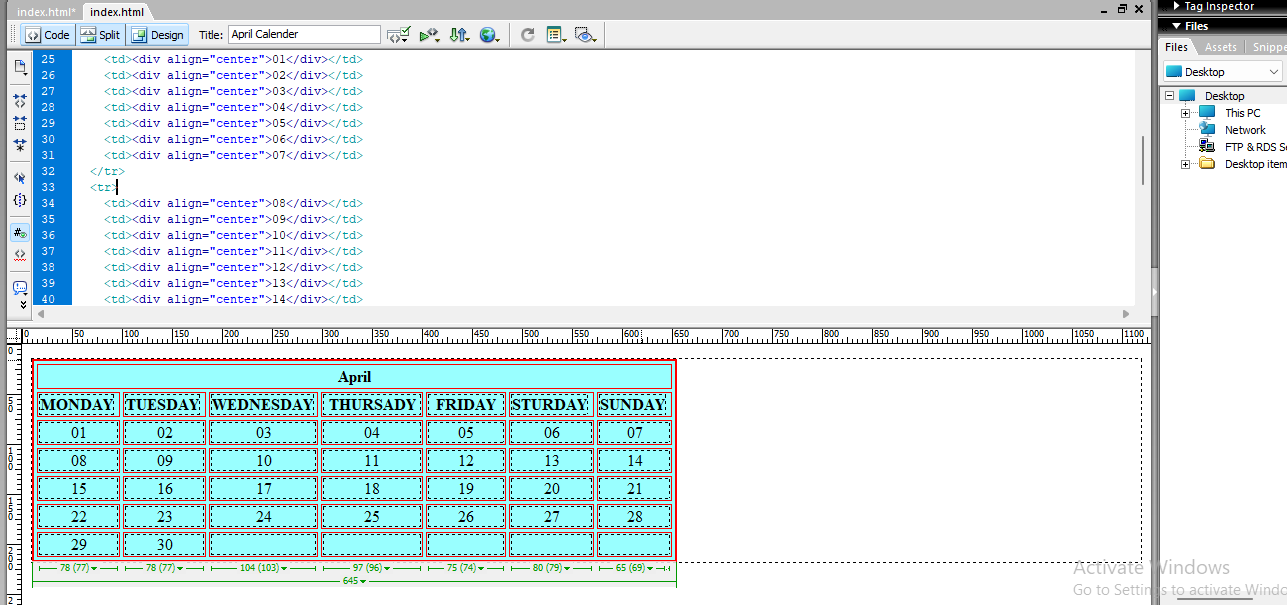 index.html* index.html
Tag Inspector
Code Split Design Title: April Calender
Files
Files Assets Snippe
Desktop
Desktop
This PC
Network
FTP & RDS Se
Desktop item
25 <td><div align="center">01</div></td>
26 <td><div align="center">02</div></td>
27 <td><div align="center">03</div></td>
28 <td><div align="center">04</div></td>
29 <td><div align="center">05</div></td>
30 <td><div align="center">06</div></td>
31 <td><div align="center">07</div></td>
32 </tr>
33 <tr>
34 <td><div align="center">08</div></td>
35 <td><div align="center">09</div></td>
36 <td><div align="center">10</div></td>
37 <td><div align="center">11</div></td>
38 <td><div align="center">12</div></td>
39 <td><div align="center">13</div></td>
40 <td><div align="center">14</div></td>
0 50 100 150 200 250 300 350 400 450 500 550 600 650 700 750 800 850 900 950 1000 1050 1100
0
50
100
150
200
2
April
MONDAY TUESDAY WEDNESDAY THURSADY FRIDAY STURDAY SUNDAY
01 02 03 04 05 06 07
08 09 10 11 12 13 14
15 16 17 18 19 20 21
22 23 24 25 26 27 28
29 30
78 (77) 78 (77) 104 (103) 97 (96) 75 (74) 80 (79) 65 (69)
645
Activate Windows
Go to Settings to activate Windo